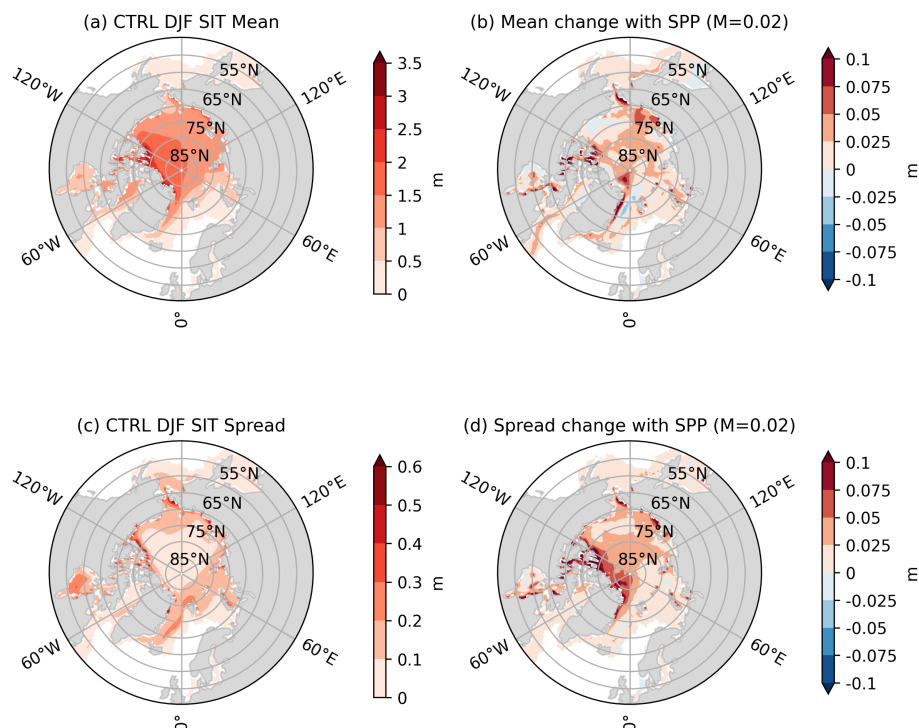 (a) CTRL DJF SIT Mean
(b) Mean change with SPP (M=0.02)
120°W
55°N
65°N
75°N
85°N
120°E
60°W
60°E
0°
3.5
3
2.5
2
1.5
1
0.5
0
m
120°W
55°N
65°N
75°N
85°N
120°E
60°W
60°E
0°
0.1
0.075
0.05
0.025
0
-0.025
-0.05
-0.075
-0.1
m
(c) CTRL DJF SIT Spread
(d) Spread change with SPP (M=0.02)
120°W
55°N
65°N
75°N
85°N
120°E
60°W
60°E
0°
0.6
0.5
0.4
0.3
0.2
0.1
0
m
120°W
55°N
65°N
75°N
85°N
120°E
60°W
60°E
0°
0.1
0.075
0.05
0.025
0
-0.025
-0.05
-0.075
-0.1
m